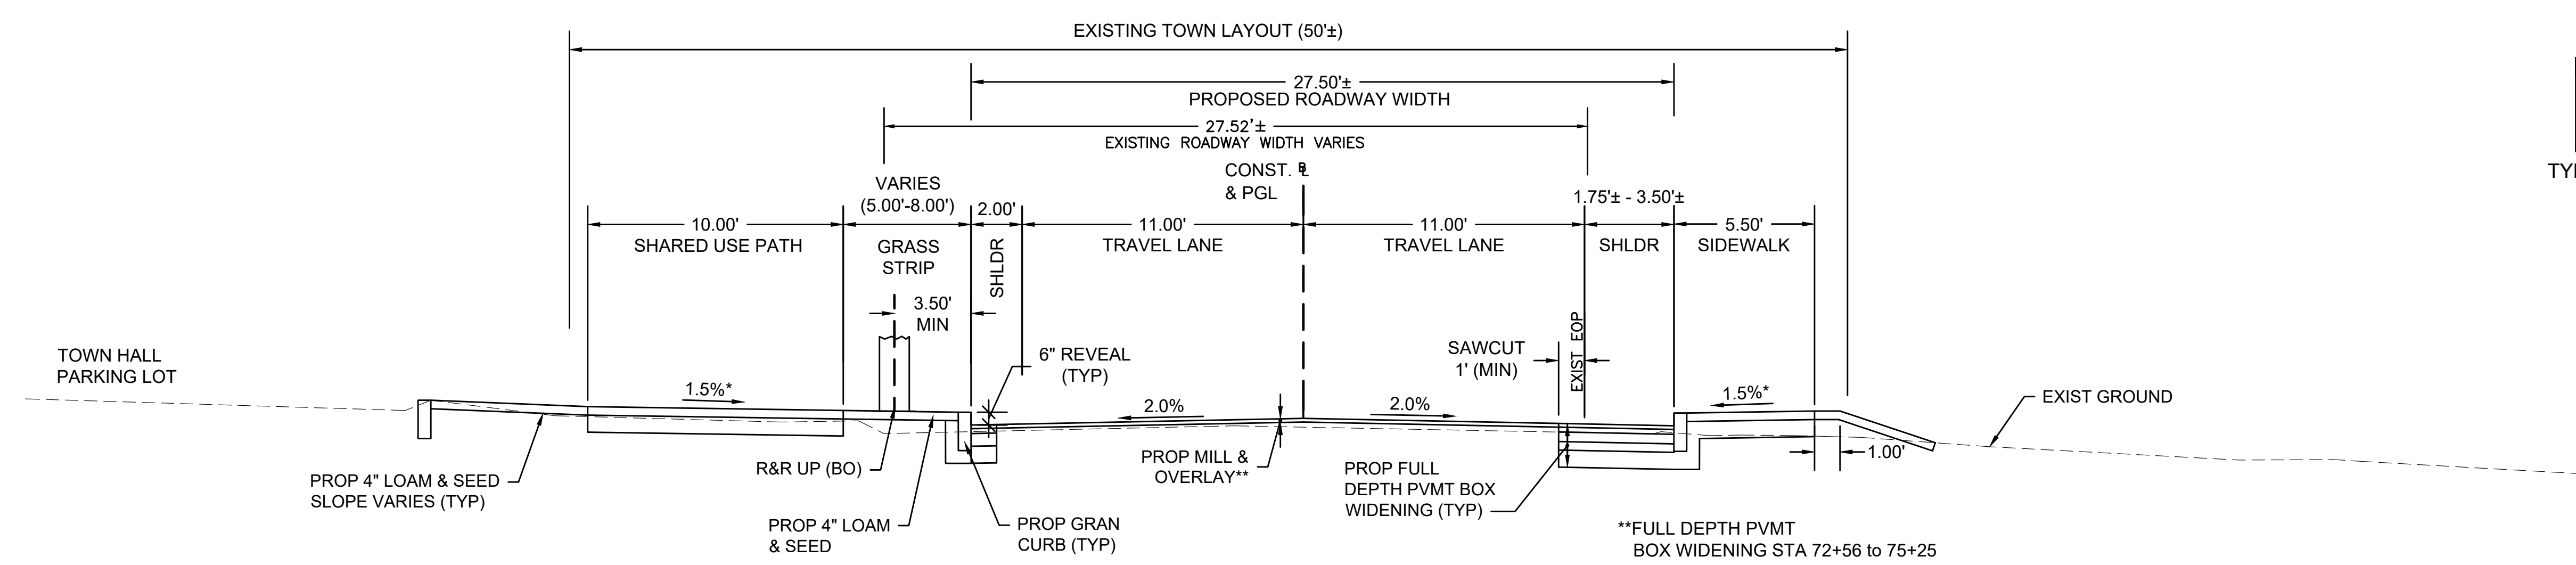 EXISTING TOWN LAYOUT (50'±)
27.50'±
PROPOSED ROADWAY WIDTH
27.52'±
EXISTING ROADWAY WIDTH VARIES
CONST. BL
& PGL
VARIES
(5.00'-8.00')
2.00'
1.75'± - 3.50'±
10.00'
11.00'
11.00'
5.50'
SHARED USE PATH
GRASS
STRIP
SHLDR
TRAVEL LANE
TRAVEL LANE
SHLDR
SIDEWALK
3.50'
MIN
TOWN HALL
PARKING LOT
1.5%*
6" REVEAL
(TYP)
2.0%
2.0%
SAWCUT
1' (MIN)
EXIST EOP
1.5%*
EXIST GROUND
1.00'
PROP 4" LOAM & SEED
SLOPE VARIES (TYP)
R&R UP (BO)
PROP 4" LOAM
& SEED
PROP GRAN
CURB (TYP)
PROP MILL &
OVERLAY**
PROP FULL
DEPTH PVMT BOX
WIDENING (TYP)
**FULL DEPTH PVMT
BOX WIDENING STA 72+56 to 75+25